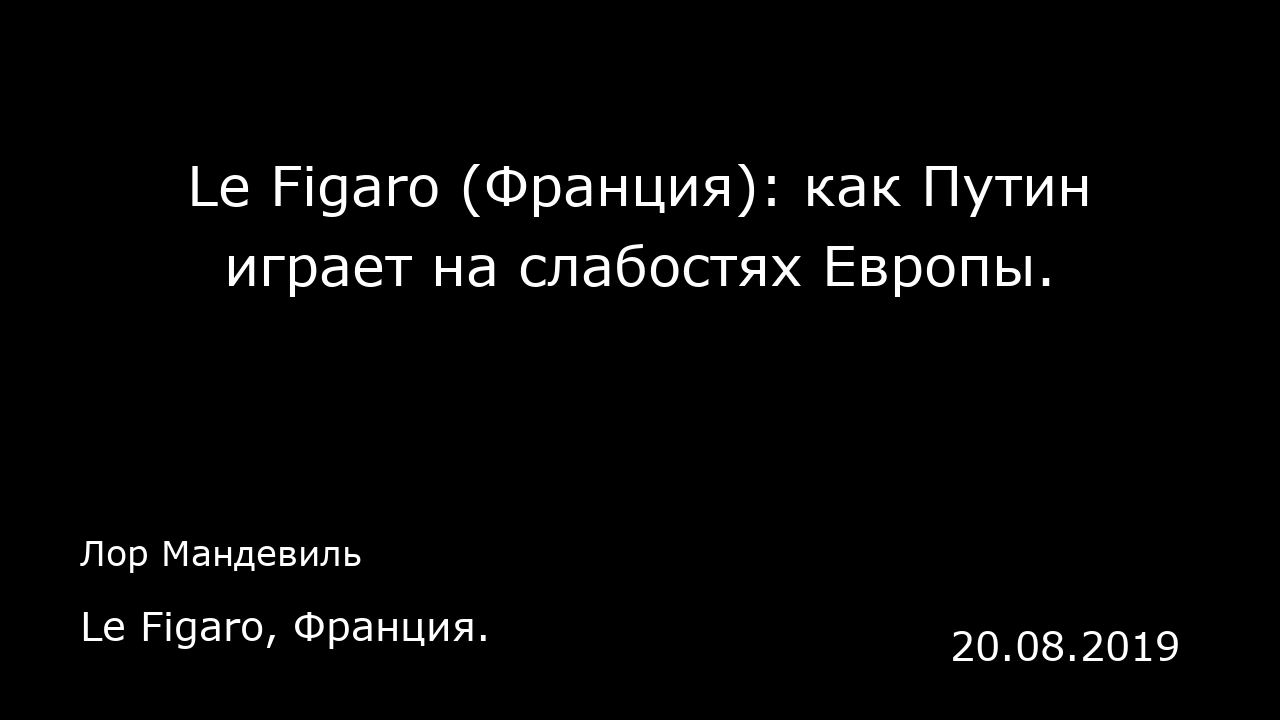 Le Figaro (Франция): как Путин
играет на слабостях Европы.
Лор Мандевиль
Le Figaro, Франция.
20.08.2019